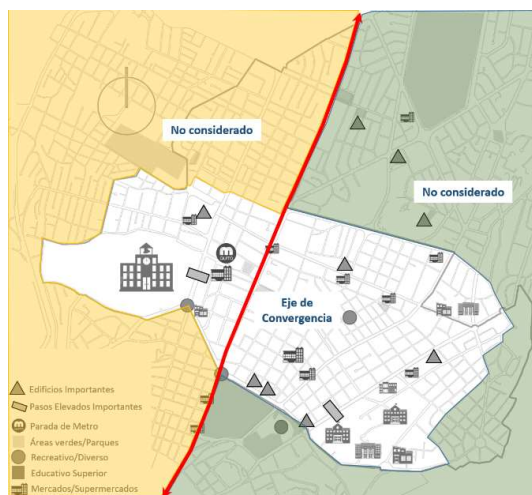 No considerado
No considerado
QUITO
Eje de
Convergencia
Edificios Importantes
Pasos Elevados Importantes
Parada de Metro
Áreas verdes/Parques
Recreativo/Diverso
Educativo Superior
Mercados/Supermercados